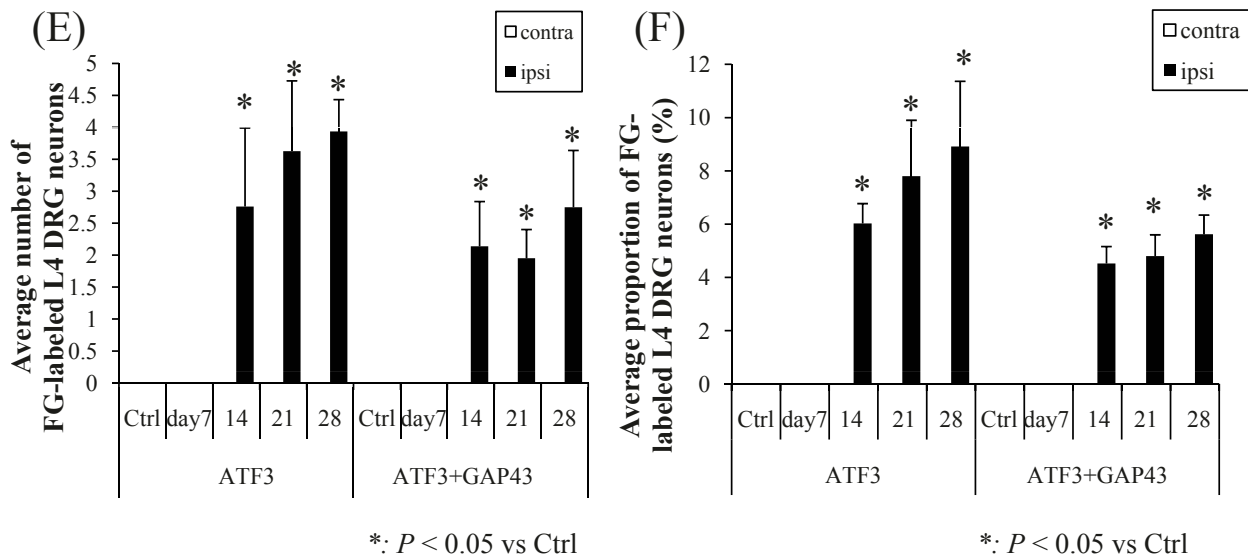 (E)
contra
ipsi
Average number of
FG-labeled L4 DRG neurons
5
4.5
4
3.5
3
2.5
2
1.5
1
0.5
0
* * * * * *
Ctrl day7 14 21 28 Ctrl day7 14 21 28
ATF3 ATF3+GAP43
*: P < 0.05 vs Ctrl
(F)
contra
ipsi
Average proportion of FG-
labeled L4 DRG neurons (%)
12
10
8
6
4
2
0
* * * * * *
Ctrl day7 14 21 28 Ctrl day7 14 21 28
ATF3 ATF3+GAP43
*: P < 0.05 vs Ctrl